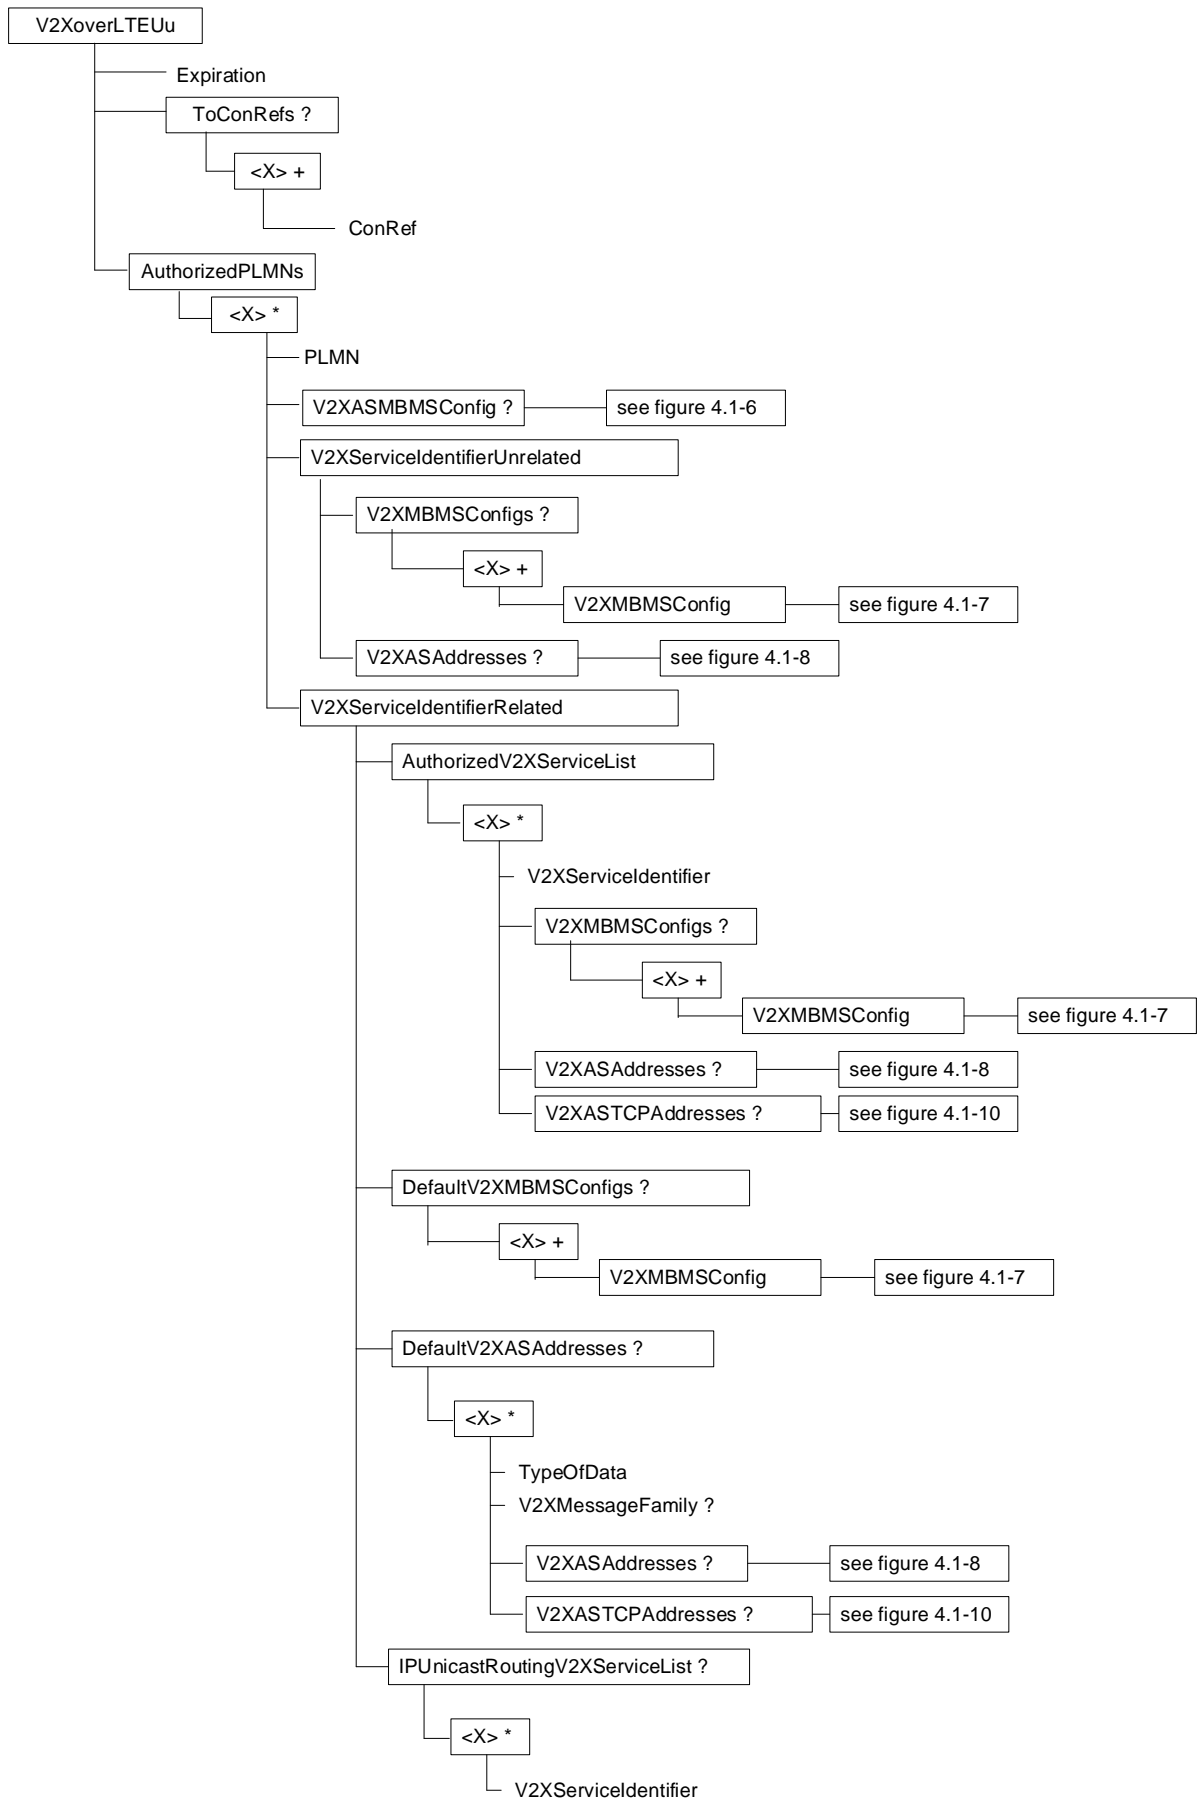 V2XoverLTEUu
Expiration
ToConRefs ?
<X> +
ConRef
AuthorizedPLMNs
<X> *
PLMN
V2XASMBMSConfig ?
see figure 4.1-6
V2XServiceIdentifierUnrelated
V2XMBMSConfigs ?
<X> +
V2XMBMSConfig
see figure 4.1-7
V2XASAddresses ?
see figure 4.1-8
V2XServiceIdentifierRelated
AuthorizedV2XServiceList
<X> *
V2XServiceIdentifier
V2XMBMSConfigs ?
<X> +
V2XMBMSConfig
see figure 4.1-7
V2XASAddresses ?
see figure 4.1-8
V2XASTCPAddresses ?
see figure 4.1-10
DefaultV2XMBMSConfigs ?
<X> +
V2XMBMSConfig
see figure 4.1-7
DefaultV2XASAddresses ?
<X> *
TypeOfData
V2XMessageFamily ?
V2XASAddresses ?
see figure 4.1-8
V2XASTCPAddresses ?
see figure 4.1-10
IPUnicastRoutingV2XServiceList ?
<X> *
V2XServiceIdentifier